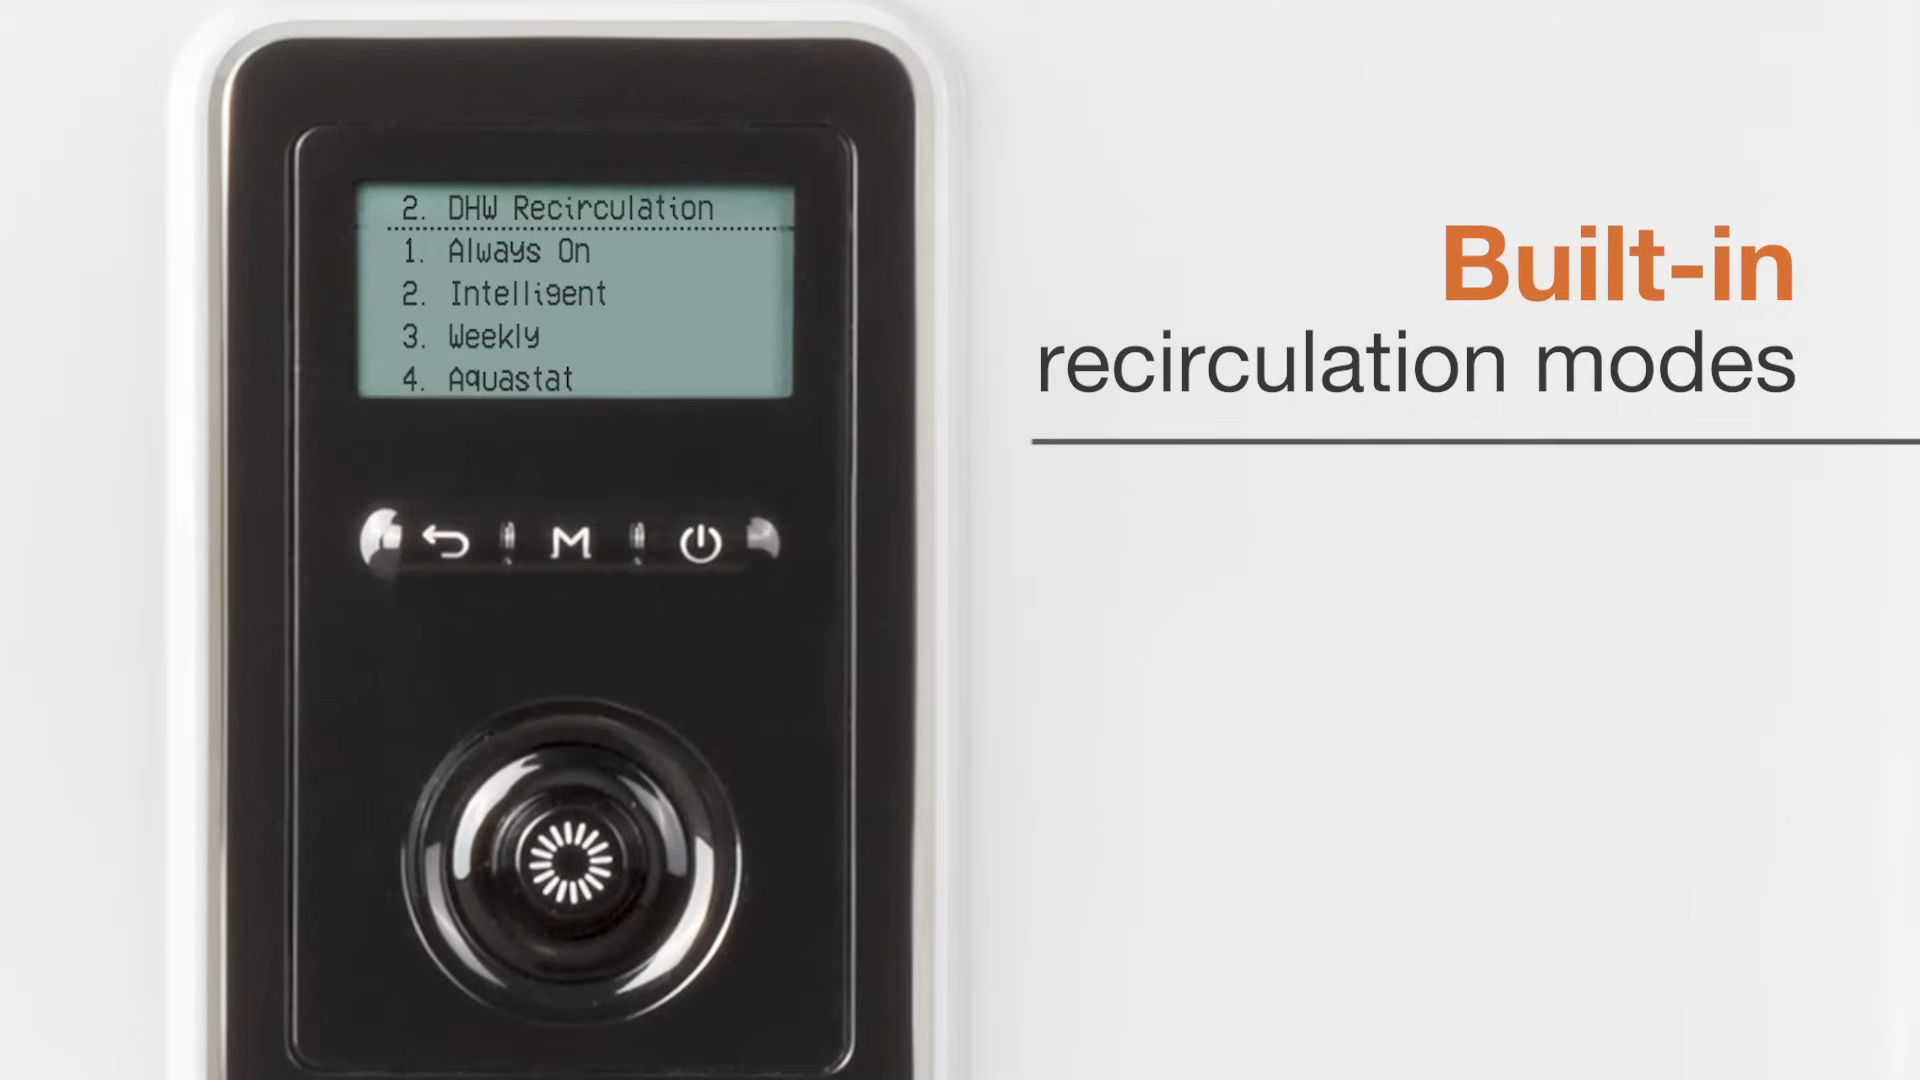 2. DHW Recirculation
1. Always On
2. Intelligent
3. Weekly
4. Aquastat
M
Built-in
recirculation modes